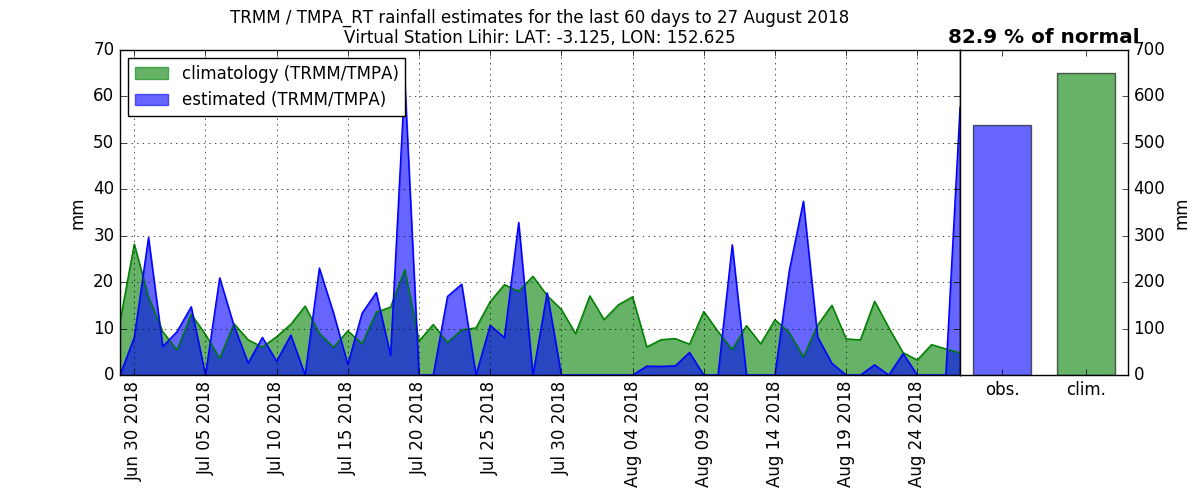 TRMM / TMPA_RT rainfall estimates for the last 60 days to 27 August 2018
Virtual Station Lihir: LAT: -3.125, LON: 152.625
82.9 % of normal
climatology (TRMM/TMPA)
estimated (TRMM/TMPA)
70
60
50
40
30
20
10
0
mm
Jun 30 2018
Jul 05 2018
Jul 10 2018
Jul 15 2018
Jul 20 2018
Jul 25 2018
Jul 30 2018
Aug 04 2018
Aug 09 2018
Aug 14 2018
Aug 19 2018
Aug 24 2018
obs.
clim.
700
600
500
400
300
200
100
0
mm